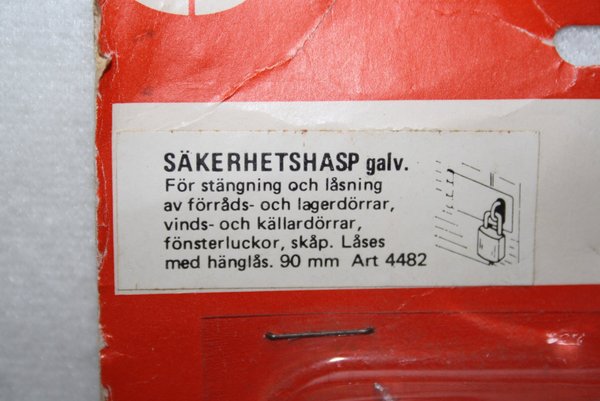 SÄKERHETSHASP galv.
För stängning och låsning
av förråds- och lagerdörrar,
vinds- och källardörrar,
fönsterluckor, skåp. Låses
med hänglås. 90 mm Art 4482